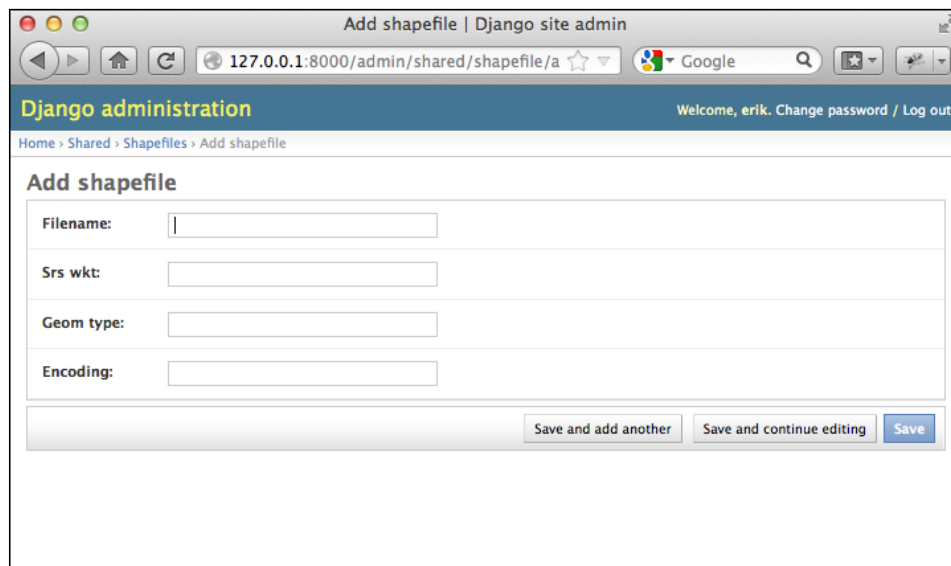 Add shapefile | Django site admin
127.0.0.1:8000/admin/shared/shapefile/a
Google
Django administration
Welcome, erik. Change password / Log out
Home › Shared › Shapefiles › Add shapefile
Add shapefile
Filename:
Srs wkt:
Geom type:
Encoding:
Save and add another
Save and continue editing
Save